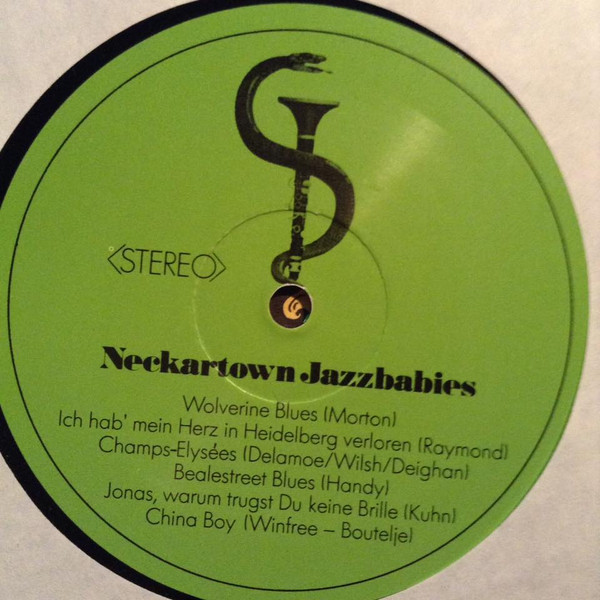 <STEREO>
Neckartown Jazzbabies
Wolverine Blues (Morton)
Ich hab' mein Herz in Heidelberg verloren (Raymond)
Champs-Elysées (Delamoe/Wilsh/Deighan)
Bealestreet Blues (Handy)
Jonas, warum trugst Du keine Brille (Kuhn)
China Boy (Winfree – Boutelje)